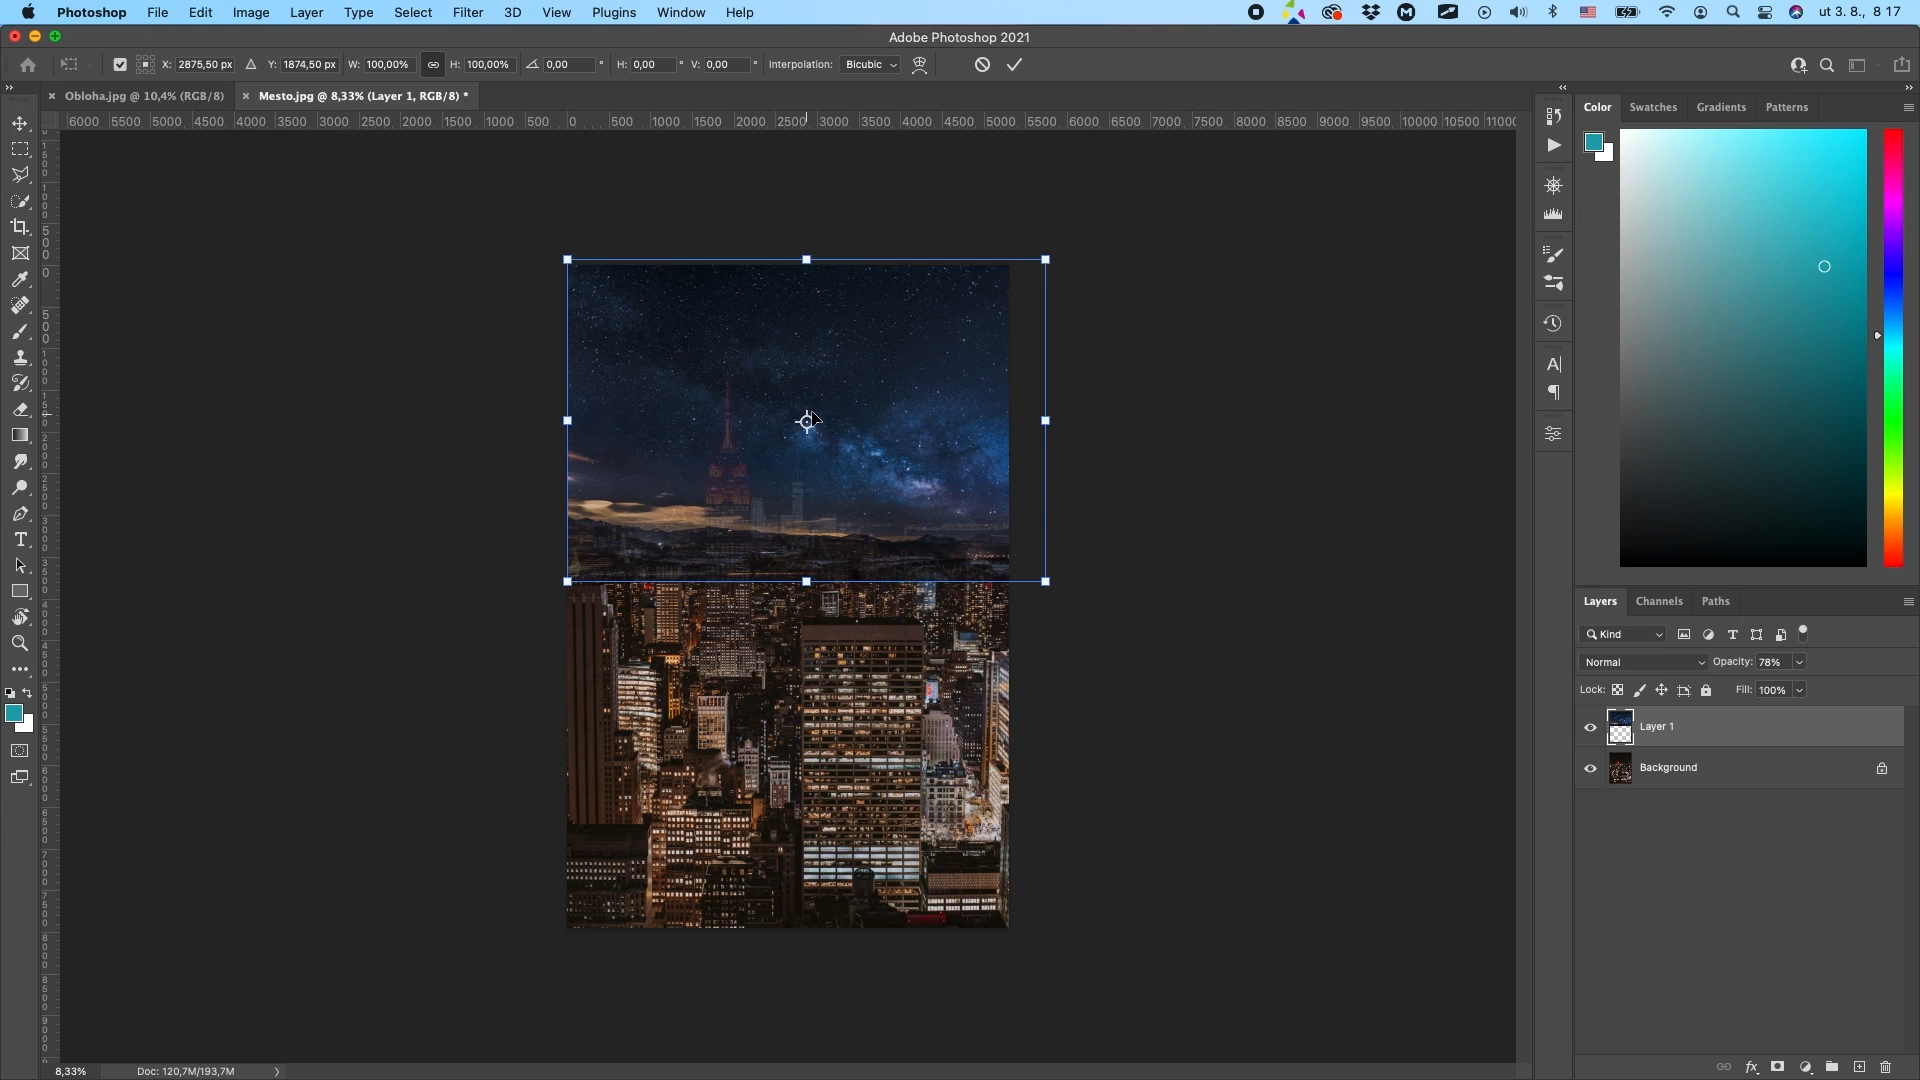 Photoshop File Edit Image Layer Type Select Filter 3D View Plugins Window Help ut 3. 8., 8 17
Adobe Photoshop 2021
X: 2875,50 px Y: 1874,50 px W: 100,00% H: 100,00% 0,00 ° H: 0,00 ° V: 0,00 ° Interpolation: Bicubic
Obloha.jpg @ 10,4% (RGB/8) Mesto.jpg @ 8,33% (Layer 1, RGB/8) *
6000 5500 5000 4500 4000 3500 3000 2500 2000 1500 1000 500 0 500 1000 1500 2000 2500 3000 3500 4000 4500 5000 5500 6000 6500 7000 7500 8000 8500 9000 9500 10000 10500
Color Swatches Gradients Patterns
Layers Channels Paths
Kind
Normal Opacity: 78%
Lock: Fill: 100%
Layer 1
Background
8,33% Doc: 120,7M/193,7M